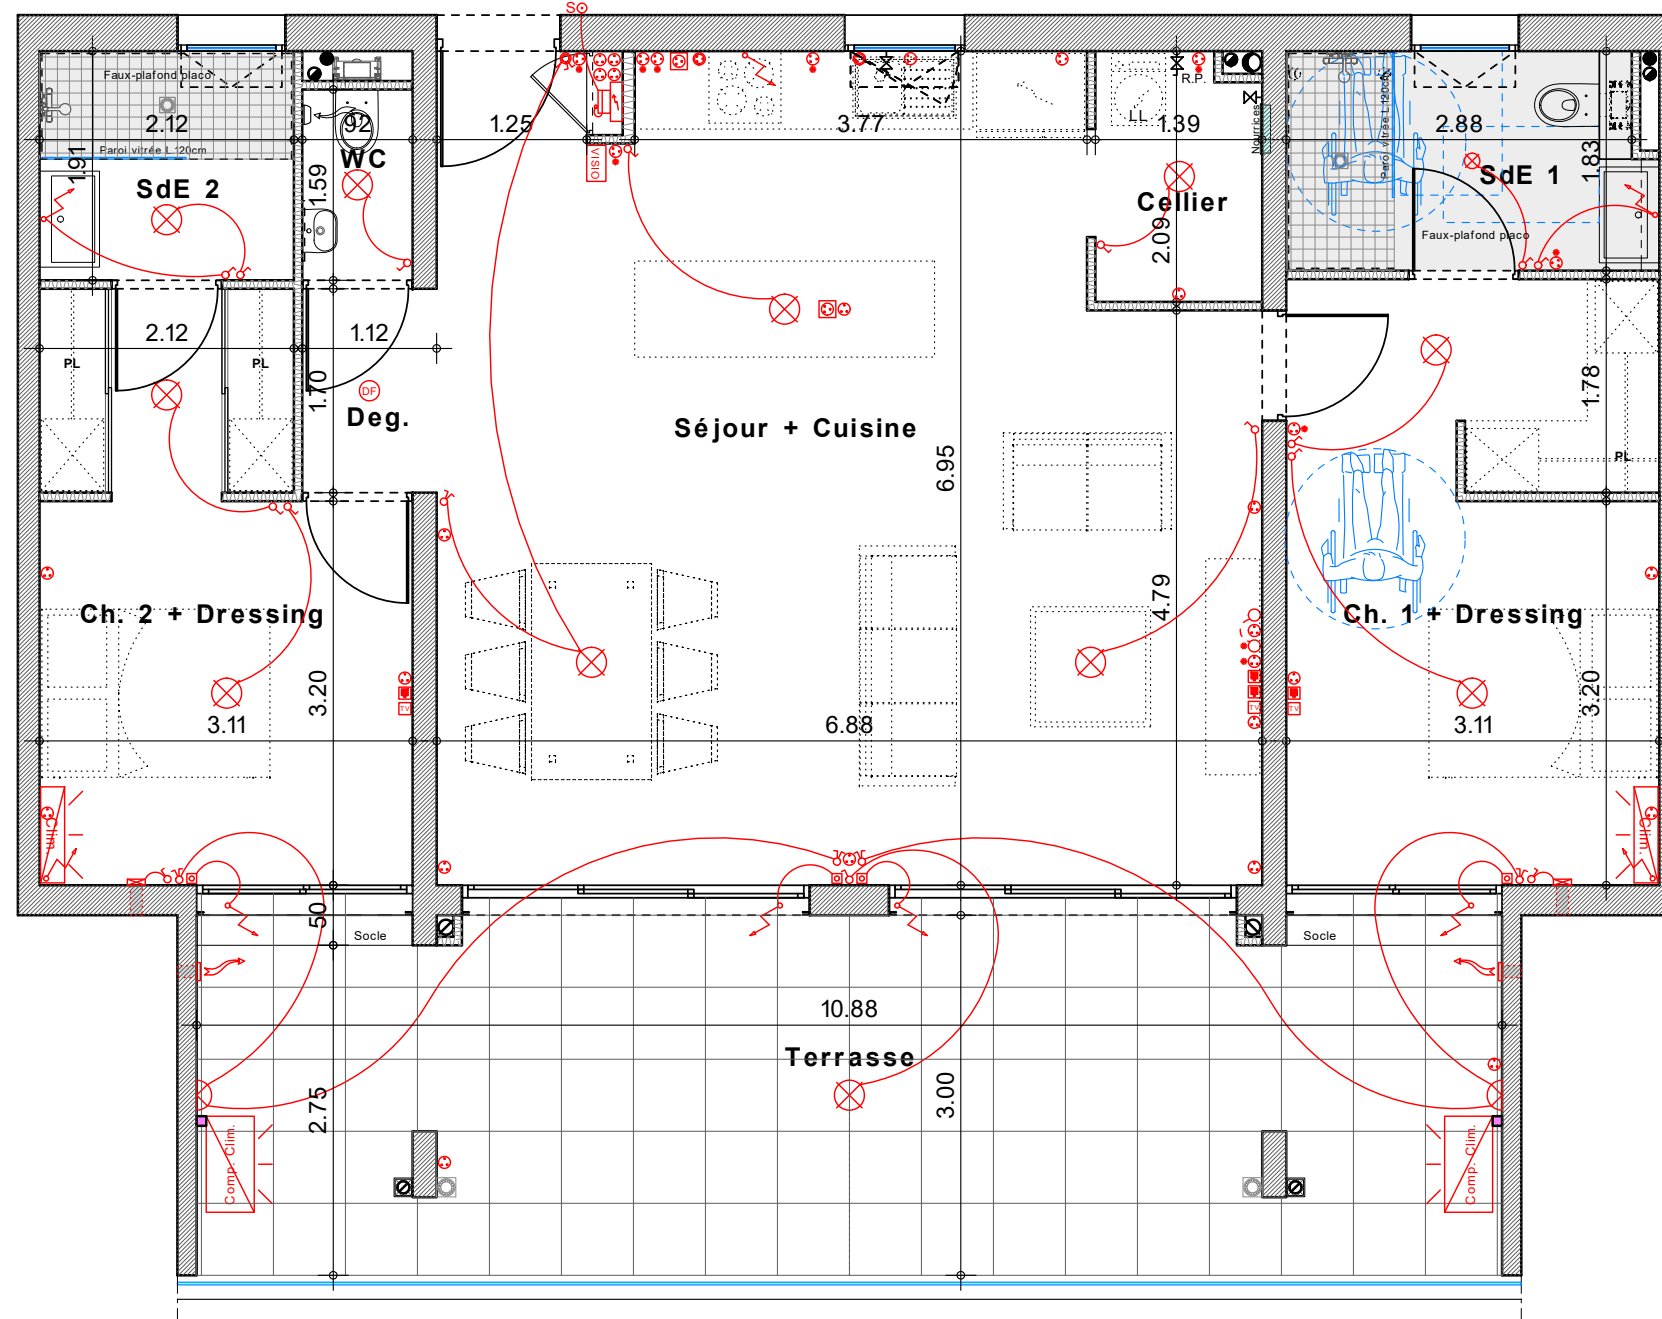 S
Faux-plafond placo
2.12
92
1.25
3.77
1.39
2.88
R.P.
LL
Nourrices
Paroi vitrée L 120cm
Paroi vitrée L 120cm
1.91
WC
VISIO
SdE 2
1.59
Cellier
SdE 1
1.83
2.09
Faux-plafond placo
2.12
1.12
PL
PL
DF
1.70
Deg.
1.78
Séjour + Cuisine
6.95
PL
Ch. 2 + Dressing
4.79
Ch. 1 + Dressing
3.20
3.20
TV
TV
TV
3.11
6.88
3.11
Clim
Clim
50
Socle
Socle
10.88
Terrasse
2.75
3.00
Comp. Clim.
Comp. Clim.